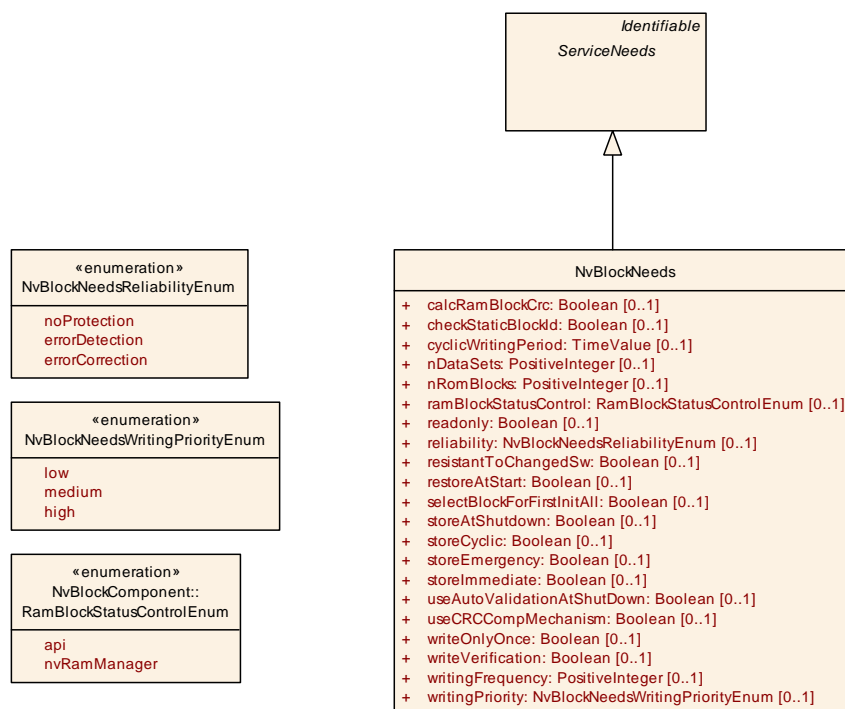 Identifiable
ServiceNeeds
«enumeration»
NvBlockNeedsReliabilityEnum
noProtection
errorDetection
errorCorrection
«enumeration»
NvBlockNeedsWritingPriorityEnum
low
medium
high
«enumeration»
NvBlockComponent::
RamBlockStatusControlEnum
api
nvRamManager
NvBlockNeeds
+ calcRamBlockCrc: Boolean [0..1]
+ checkStaticBlockId: Boolean [0..1]
+ cyclicWritingPeriod: TimeValue [0..1]
+ nDataSets: PositiveInteger [0..1]
+ nRomBlocks: PositiveInteger [0..1]
+ ramBlockStatusControl: RamBlockStatusControlEnum [0..1]
+ readonly: Boolean [0..1]
+ reliability: NvBlockNeedsReliabilityEnum [0..1]
+ resistantToChangedSw: Boolean [0..1]
+ restoreAtStart: Boolean [0..1]
+ selectBlockForFirstInitAll: Boolean [0..1]
+ storeAtShutdown: Boolean [0..1]
+ storeCyclic: Boolean [0..1]
+ storeEmergency: Boolean [0..1]
+ storeImmediate: Boolean [0..1]
+ useAutoValidationAtShutDown: Boolean [0..1]
+ useCRCCompMechanism: Boolean [0..1]
+ writeOnlyOnce: Boolean [0..1]
+ writeVerification: Boolean [0..1]
+ writingFrequency: PositiveInteger [0..1]
+ writingPriority: NvBlockNeedsWritingPriorityEnum [0..1]